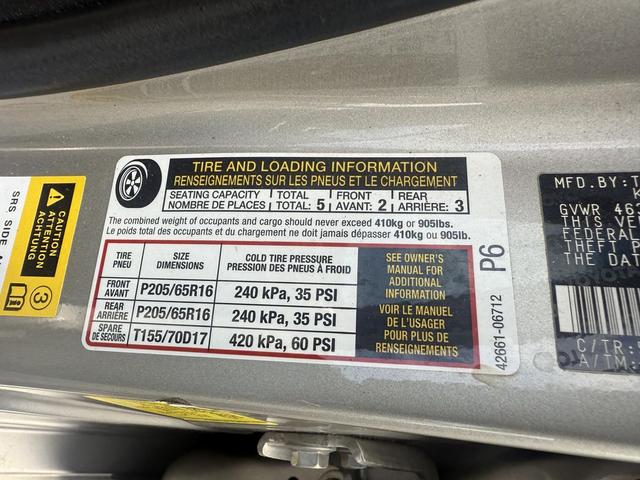 TIRE AND LOADING INFORMATION
RENSEIGNEMENTS SUR LES PNEUS ET LE CHARGEMENT
SEATING CAPACITY TOTAL FRONT REAR
NOMBRE DE PLACES TOTAL: 5 AVANT: 2 ARRIÈRE: 3
The combined weight of occupants and cargo should never exceed 410kg or 905lbs.
Le poids total des occupants et du chargement ne doit jamais dépasser 410kg ou 905lb.
TIRE SIZE COLD TIRE PRESSURE
PNEU DIMENSIONS PRESSION DES PNEUS À FROID
FRONT
AVANT P205/65R16 240 kPa, 35 PSI
REAR
ARRIÈRE P205/65R16 240 kPa, 35 PSI
SPARE
DE SECOURS T155/70D17 420 kPa, 60 PSI
SEE OWNER'S
MANUAL FOR
ADDITIONAL
INFORMATION
VOIR LE MANUEL
DE L'USAGER
POUR PLUS DE
RENSEIGNEMENTS
P6
42661-06712
CAUTION
ATTENTION
ACHTUNG
3
SRS SIDE
MFD.BY:T
GVWR 46
THIS VE
FEDERAL
THEFT
THE DAT
C/TR:
A/TM: